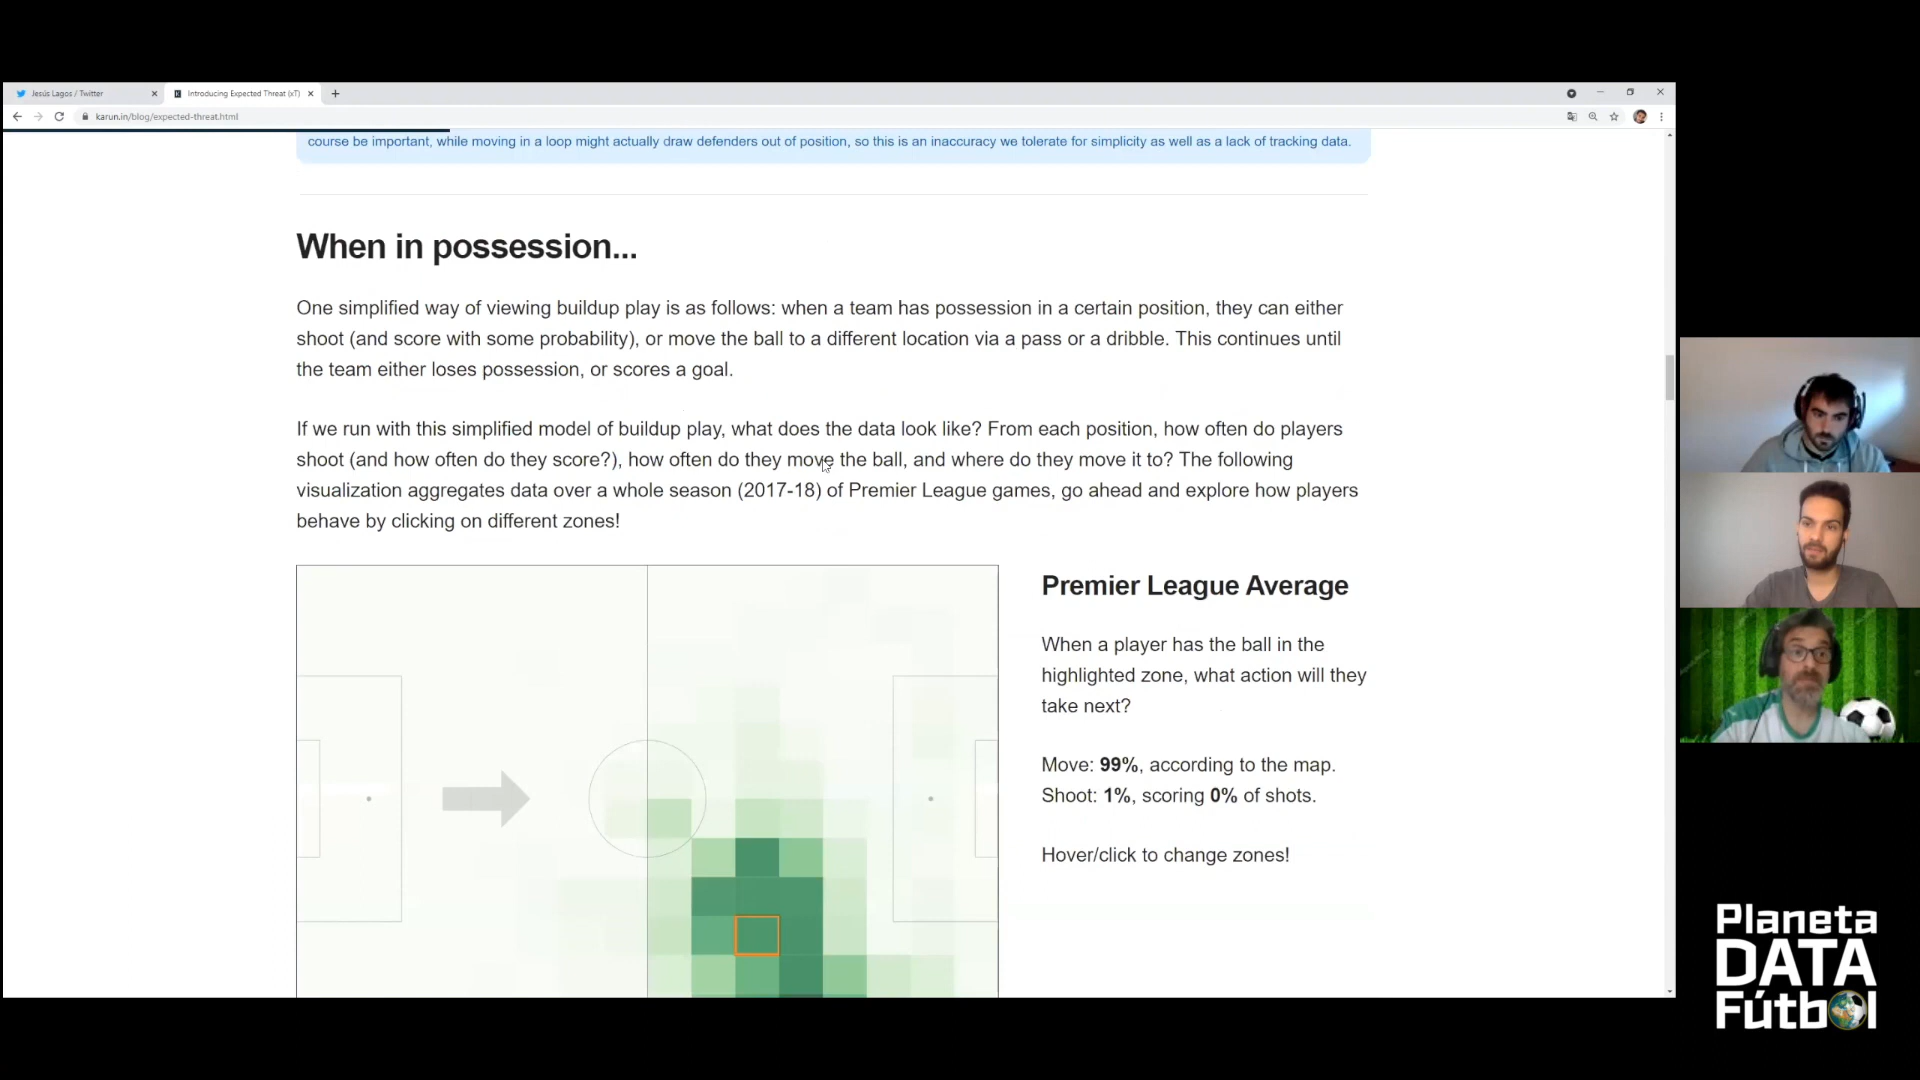 Jesús Lagos / Twitter
Introducing Expected Threat (xT)
karun.in/blog/expected-threat.html
course be important, while moving in a loop might actually draw defenders out of position, so this is an inaccuracy we tolerate for simplicity as well as a lack of tracking data.
When in possession...
One simplified way of viewing buildup play is as follows: when a team has possession in a certain position, they can either
shoot (and score with some probability), or move the ball to a different location via a pass or a dribble. This continues until
the team either loses possession, or scores a goal.
If we run with this simplified model of buildup play, what does the data look like? From each position, how often do players
shoot (and how often do they score?), how often do they move the ball, and where do they move it to? The following
visualization aggregates data over a whole season (2017-18) of Premier League games, go ahead and explore how players
behave by clicking on different zones!
Premier League Average
When a player has the ball in the
highlighted zone, what action will they
take next?
Move: 99%, according to the map.
Shoot: 1%, scoring 0% of shots.
Hover/click to change zones!
Planeta
DATA
Fútbol